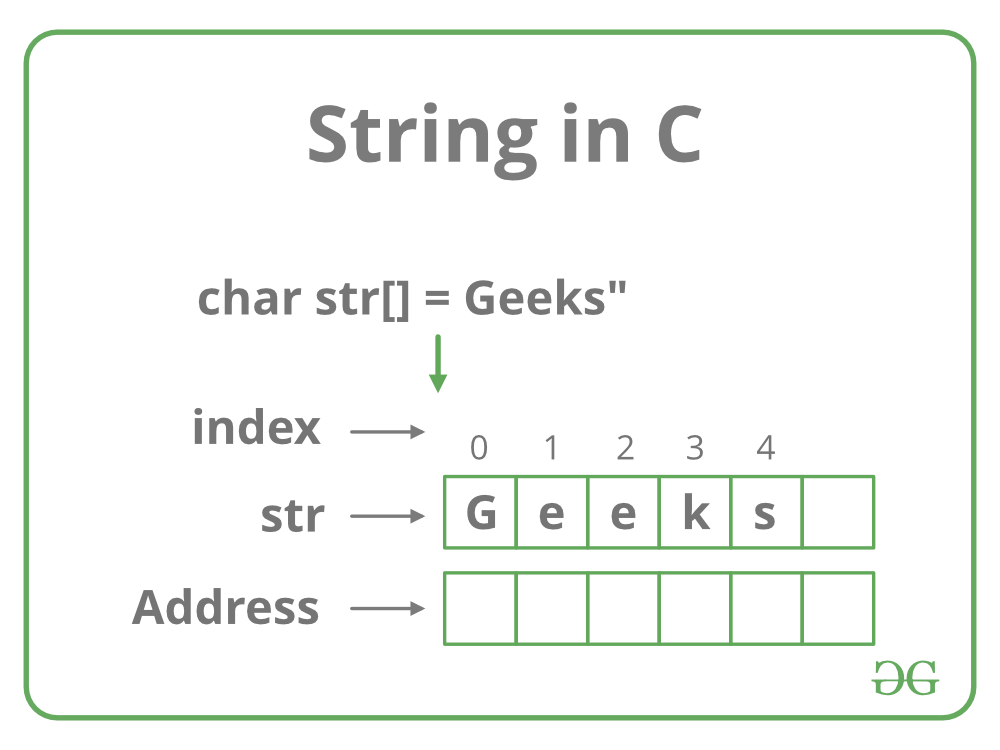 String in C
char str[] = Geeks"
index
0 1 2 3 4
str
G e e k s
Address
GG